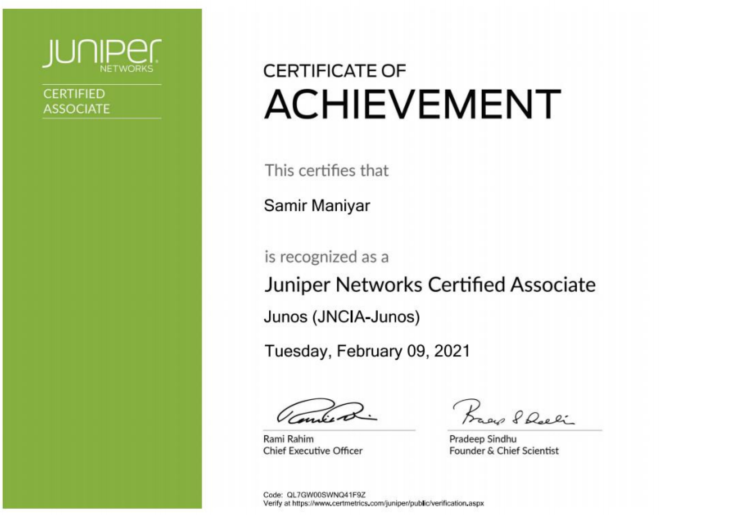 JUNIPER
NETWORKS
CERTIFIED
ASSOCIATE
CERTIFICATE OF
ACHIEVEMENT
This certifies that
Samir Maniyar
is recognized as a
Juniper Networks Certified Associate
Junos (JNCIA-Junos)
Tuesday, February 09, 2021
Rami Rahim
Chief Executive Officer
Pradeep Sindhu
Founder & Chief Scientist
Code: QL7GW00SWNQ41F9Z
Verify at https://www.certmetrics.com/juniper/public/verification.aspx